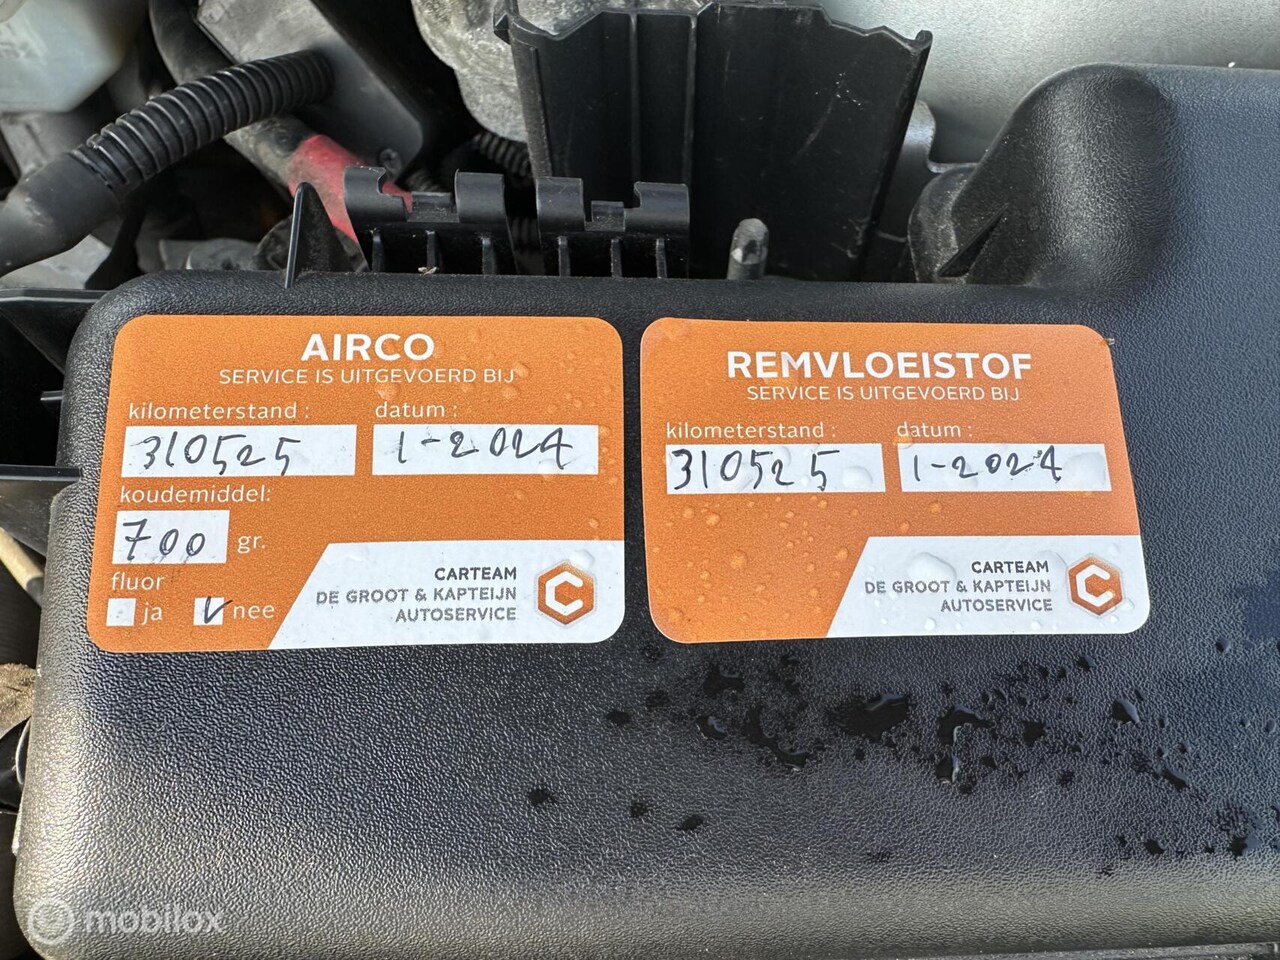 AIRCO
SERVICE IS UITGEVOERD BIJ
kilometerstand :
datum :
310525
1-2024
koudemiddel:
700 gr.
fluor
ja
nee
CARTEAM
DE GROOT & KAPTEIJN
AUTOSERVICE
REMVLOEISTOF
SERVICE IS UITGEVOERD BIJ
kilometerstand :
datum :
310525
1-2024
CARTEAM
DE GROOT & KAPTEIJN
AUTOSERVICE
mobilox